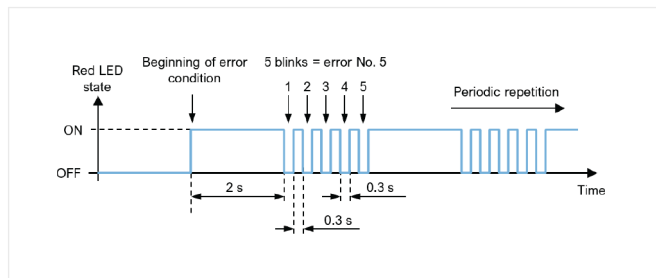 Red LED
state
Beginning of error
condition
5 blinks = error No. 5
1 2 3 4 5
Periodic repetition
ON
OFF
Time
2 s
0.3 s
0.3 s